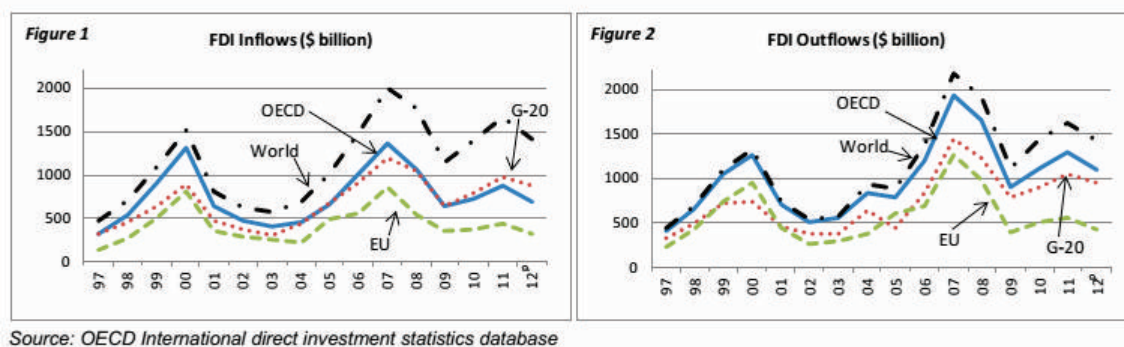 Figure 1
FDI Inflows ($ billion)
2000
1500
1000
500
0
OECD
G-20
World
EU
97 98 99 00 01 02 03 04 05 06 07 08 09 10 11 12P
Figure 2
FDI Outflows ($ billion)
2000
1500
1000
500
0
OECD
World
EU
G-20
97 98 99 00 01 02 03 04 05 06 07 08 09 10 11 12P
Source: OECD International direct investment statistics database